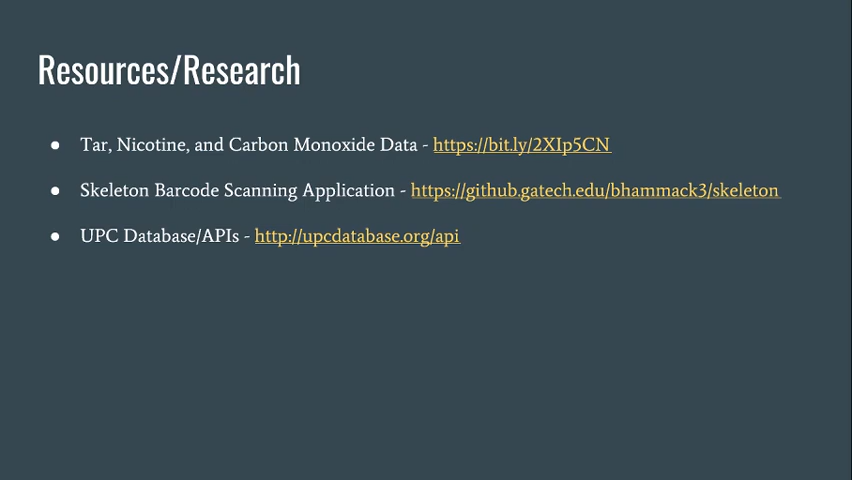 Resources/Research
● Tar, Nicotine, and Carbon Monoxide Data - https://bit.ly/2XIp5CN
● Skeleton Barcode Scanning Application - https://github.gatech.edu/bhammack3/skeleton
● UPC Database/APIs - http://upcdatabase.org/api